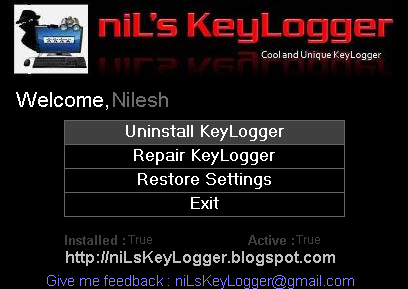 niL's KeyLogger
Cool and Unique KeyLogger
Welcome, Nilesh
Uninstall KeyLogger
Repair KeyLogger
Restore Settings
Exit
Installed : True Active : True
http://niLsKeyLogger.blogspot.com
Give me feedback : niLsKeyLogger@gmail.com